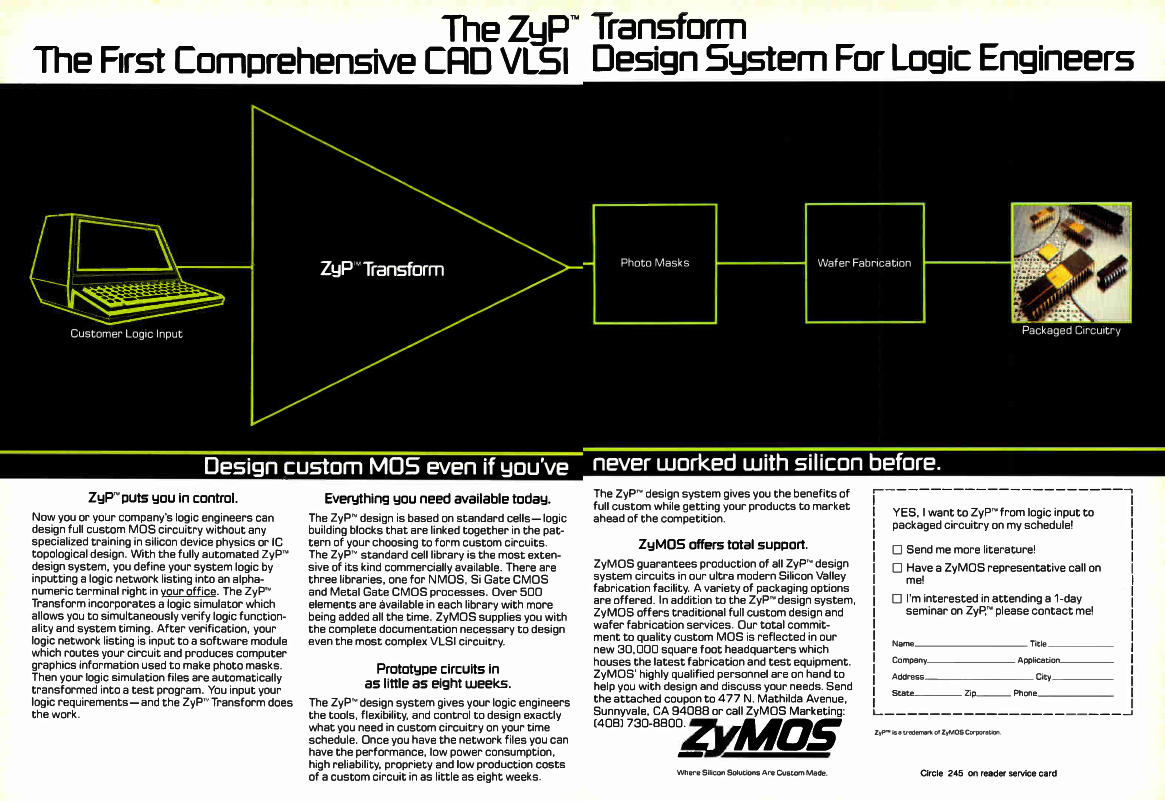 The ZyP™ Transform
The First Comprehensive CAD VLSI Design System For Logic Engineers
Customer Logic Input
ZyP™ Transform
Photo Masks
Wafer Fabrication
Packaged Circuitry
Design custom MOS even if you've never worked with silicon before.
ZyP™ puts you in control.
Now you or your company's logic engineers can
design full custom MOS circuitry without any
specialized training in silicon device physics or IC
topological design. With the fully automated ZyP™
design system, you define your system logic by
inputting a logic network listing into an alpha-
numeric terminal right in your office. The ZyP™
Transform incorporates a logic simulator which
allows you to simultaneously verify logic function-
ality and system timing. After verification, your
logic network listing is input to a software module
which routes your circuit and produces computer
graphics information used to make photo masks.
Then your logic simulation files are automatically
transformed into a test program. You input your
logic requirements—and the ZyP™ Transform does
the work.
Everything you need available today.
The ZyP™ design is based on standard cells—logic
building blocks that are linked together in the pat-
tern of your choosing to form custom circuits.
The ZyP™ standard cell library is the most exten-
sive of its kind commercially available. There are
three libraries, one for NMOS, Si Gate CMOS
and Metal Gate CMOS processes. Over 500
elements are available in each library with more
being added all the time. ZyMOS supplies you with
the complete documentation necessary to design
even the most complex VLSI circuitry.
Prototype circuits in
as little as eight weeks.
The ZyP™ design system gives your logic engineers
the tools, flexibility, and control to design exactly
what you need in custom circuitry on your time
schedule. Once you have the network files you can
have the performance, low power consumption,
high reliability, propriety and low production costs
of a custom circuit in as little as eight weeks.
The ZyP™ design system gives you the benefits of
full custom while getting your products to market
ahead of the competition.
ZyMOS offers total support.
ZyMOS guarantees production of all ZyP™ design
system circuits in our ultra modern Silicon Valley
fabrication facility. A variety of packaging options
are offered. In addition to the ZyP™ design system,
ZyMOS offers traditional full custom design and
wafer fabrication services. Our total commit-
ment to quality custom MOS is reflected in our
new 30,000 square foot headquarters which
houses the latest fabrication and test equipment.
ZyMOS' highly qualified personnel are on hand to
help you with design and discuss your needs. Send
the attached coupon to 477 N. Mathilda Avenue,
Sunnyvale, CA 94088 or call ZyMOS Marketing:
(408) 730-8800.
ZyMOS
Where Silicon Solutions Are Custom Made.
YES, I want to ZyP™ from logic input to
packaged circuitry on my schedule!
☐ Send me more literature!
☐ Have a ZyMOS representative call on
me!
☐ I'm interested in attending a 1-day
seminar on ZyP,™ please contact me!
Name Title
Company Application
Address City
State Zip Phone
ZyP™ is a trademark of ZyMOS Corporation.
Circle 245 on reader service card